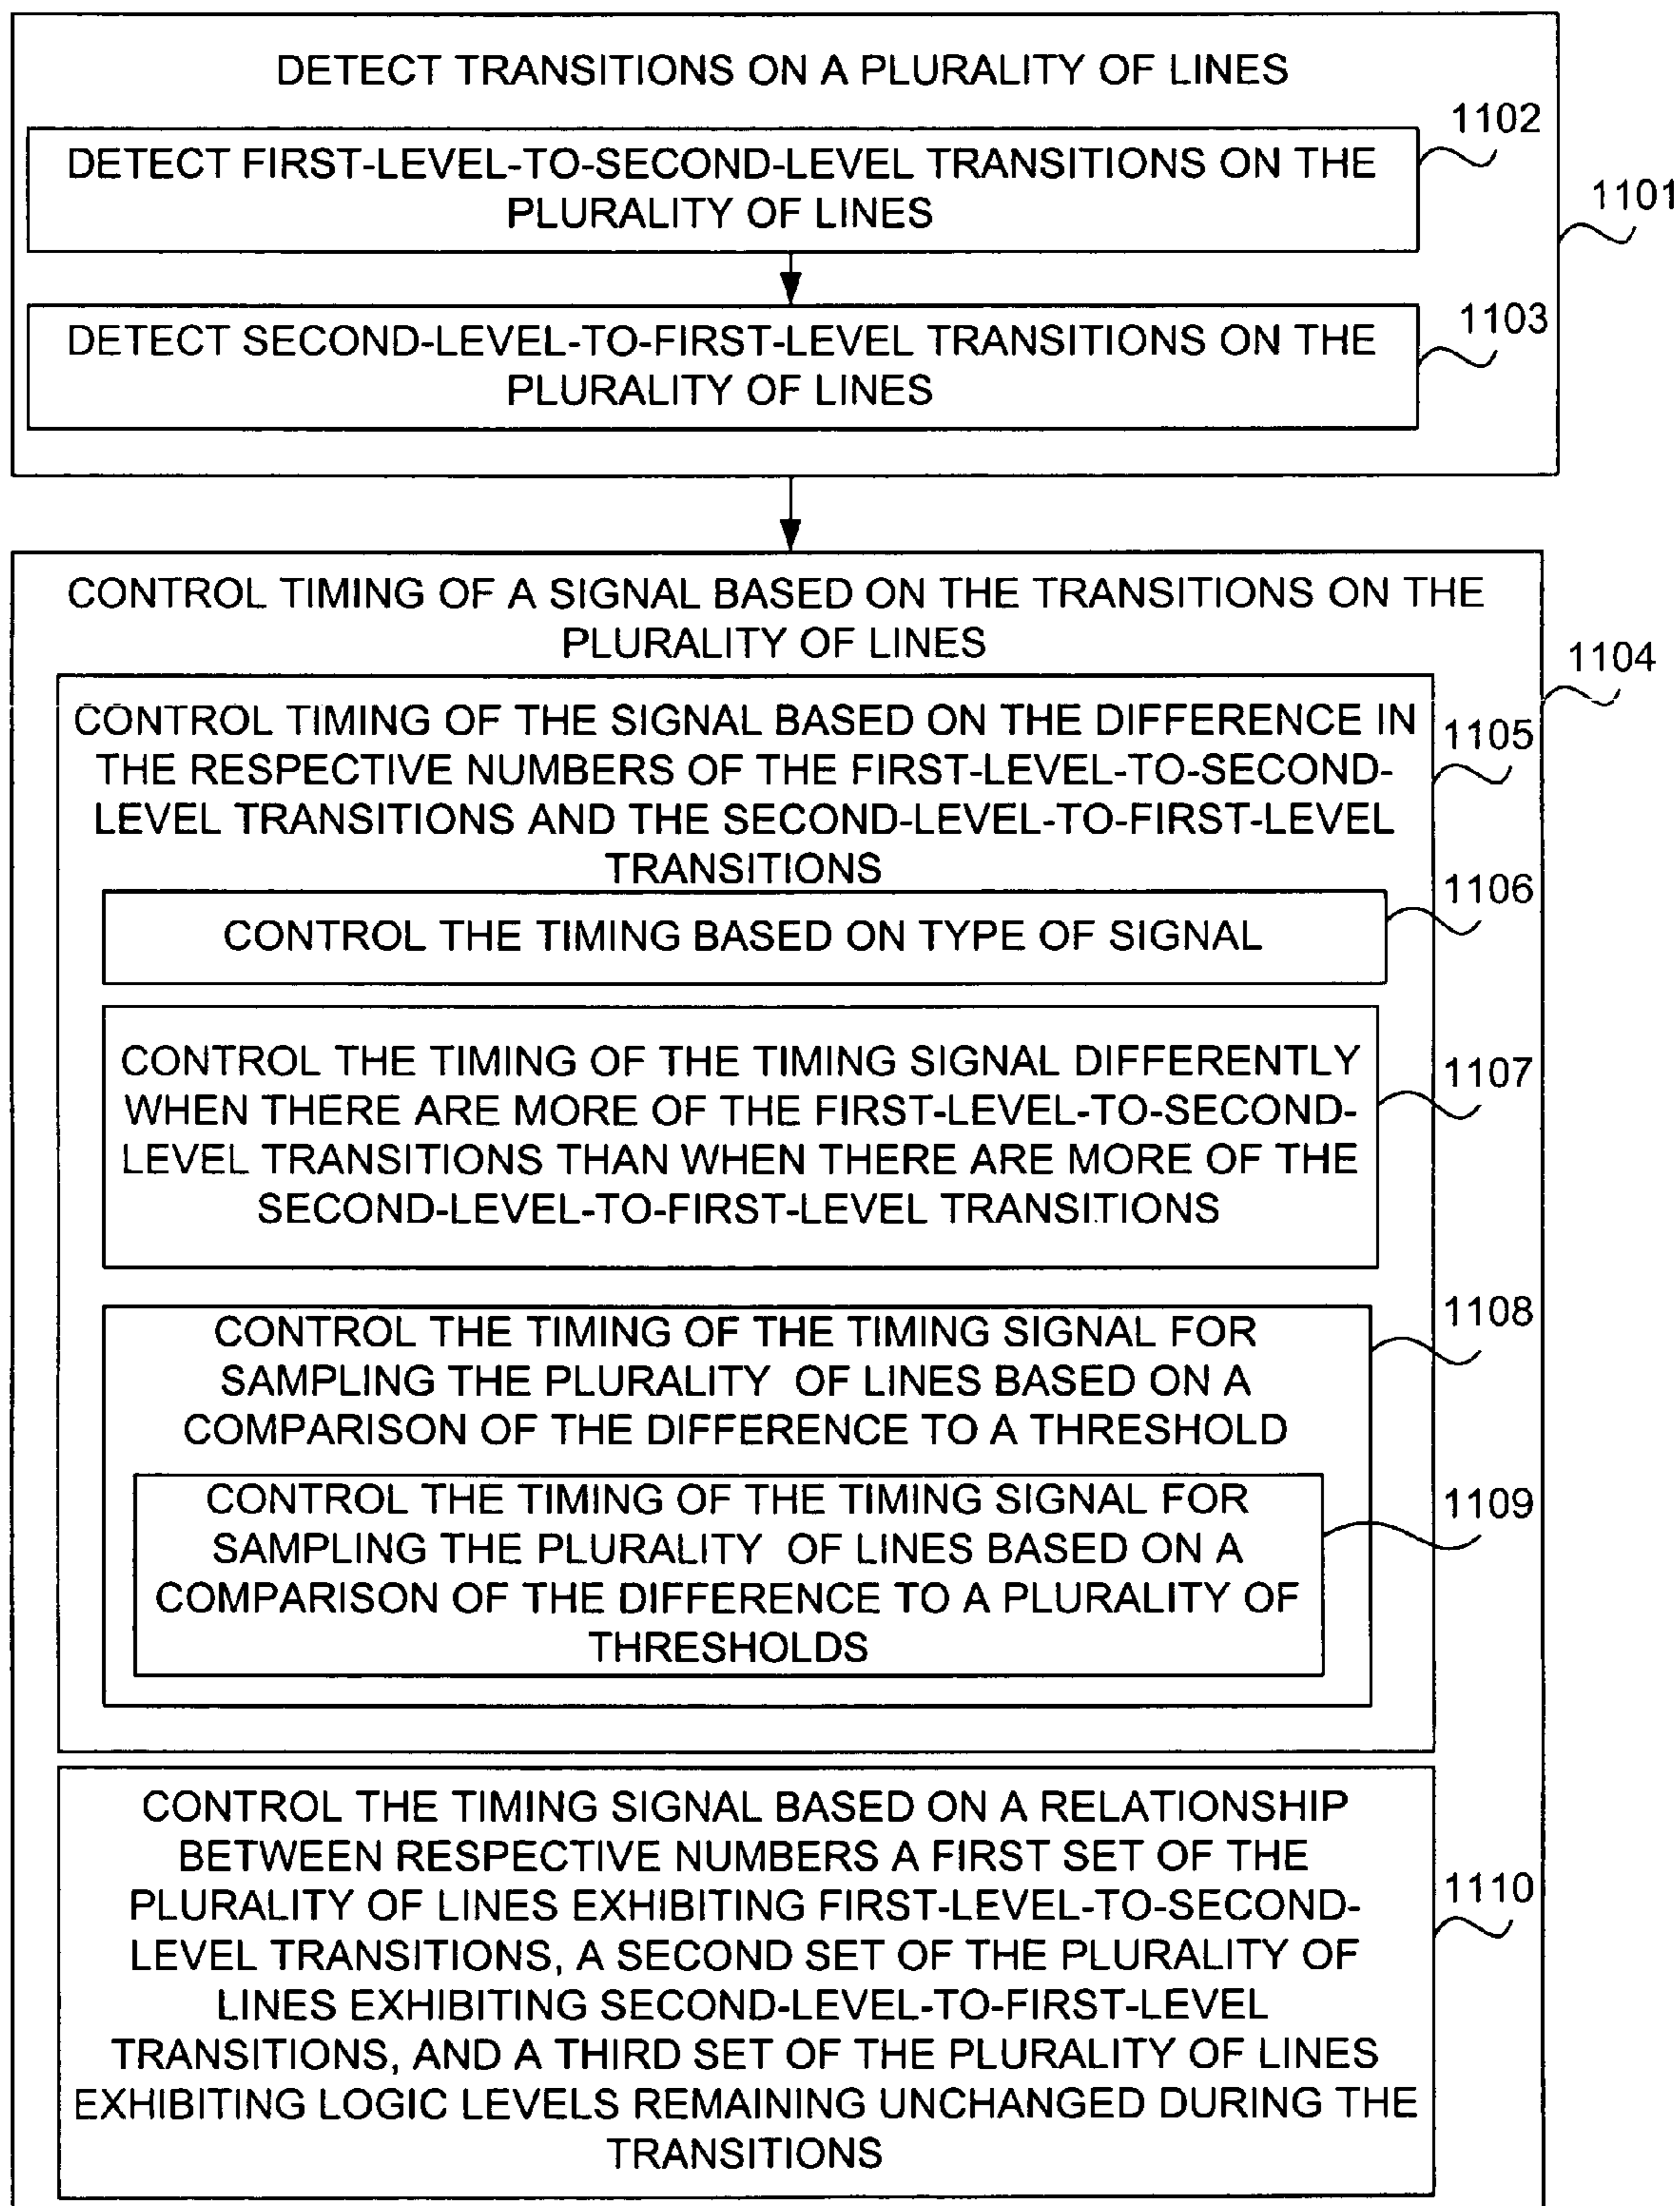 DETECT TRANSITIONS ON A PLURALITY OF LINES
1102
DETECT FIRST-LEVEL-TO-SECOND-LEVEL TRANSITIONS ON THE
PLURALITY OF LINES
1101
1103
DETECT SECOND-LEVEL-TO-FIRST-LEVEL TRANSITIONS ON THE
PLURALITY OF LINES
CONTROL TIMING OF A SIGNAL BASED ON THE TRANSITIONS ON THE
PLURALITY OF LINES
1104
CONTROL TIMING OF THE SIGNAL BASED ON THE DIFFERENCE IN
1105
THE RESPECTIVE NUMBERS OF THE FIRST-LEVEL-TO-SECOND-
LEVEL TRANSITIONS AND THE SECOND-LEVEL-TO-FIRST-LEVEL
TRANSITIONS
1106
CONTROL THE TIMING BASED ON TYPE OF SIGNAL
CONTROL THE TIMING OF THE TIMING SIGNAL DIFFERENTLY
1107
WHEN THERE ARE MORE OF THE FIRST-LEVEL-TO-SECOND-
LEVEL TRANSITIONS THAN WHEN THERE ARE MORE OF THE
SECOND-LEVEL-TO-FIRST-LEVEL TRANSITIONS
1108
CONTROL THE TIMING OF THE TIMING SIGNAL FOR
SAMPLING THE PLURALITY OF LINES BASED ON A
COMPARISON OF THE DIFFERENCE TO A THRESHOLD
CONTROL THE TIMING OF THE TIMING SIGNAL FOR
1109
SAMPLING THE PLURALITY OF LINES BASED ON A
COMPARISON OF THE DIFFERENCE TO A PLURALITY OF
THRESHOLDS
CONTROL THE TIMING SIGNAL BASED ON A RELATIONSHIP
BETWEEN RESPECTIVE NUMBERS A FIRST SET OF THE
PLURALITY OF LINES EXHIBITING FIRST-LEVEL-TO-SECOND-
1110
LEVEL TRANSITIONS, A SECOND SET OF THE PLURALITY OF
LINES EXHIBITING SECOND-LEVEL-TO-FIRST-LEVEL
TRANSITIONS, AND A THIRD SET OF THE PLURALITY OF LINES
EXHIBITING LOGIC LEVELS REMAINING UNCHANGED DURING THE
TRANSITIONS